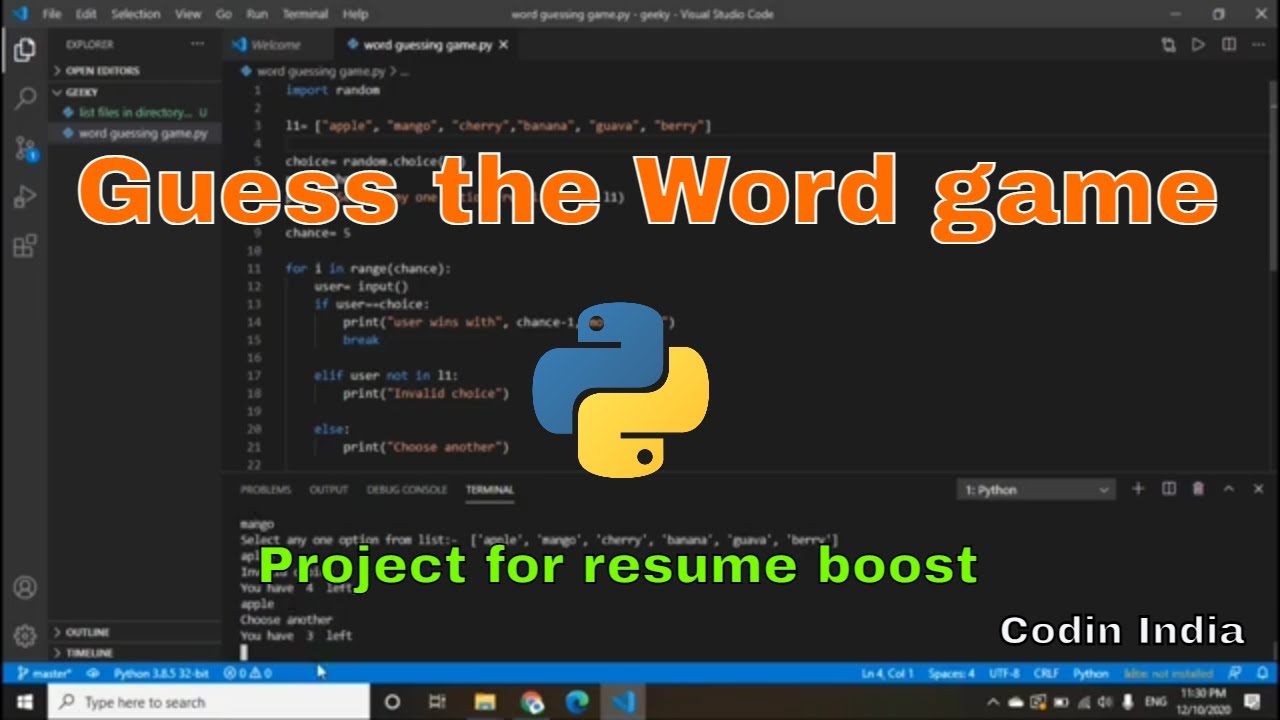 File Edit Selection View Go Run Terminal Help word guessing game.py - geeky - Visual Studio Code
EXPLORER ··· Welcome word guessing game.py
OPEN EDITORS
word guessing game.py > ...
GEEKY
list files in directory... U
word guessing game.py
1 import random
2
3 l1= ["apple", "mango", "cherry","banana", "guava", "berry"]
4
5 choice= random.choice(
Guess the Word game
any one l1)
9 chance= 5
10
11 for i in range(chance):
12 user= input()
13 if user==choice:
14 print("user wins with", chance-1, ")
15 break
16
17 elif user not in l1:
18 print("Invalid choice")
19
20 else:
21 print("Choose another")
22
PROBLEMS OUTPUT DEBUG CONSOLE TERMINAL 1: Python
mango
Select any one option from list:- ['apple', 'mango', 'cherry', 'banana', 'guava', 'berry']
Project for resume boost
You have 4 left
apple
Choose another
You have 3 left
Codin India
OUTLINE
TIMELINE
master* Python 3.8.5 32-bit 0 0 Ln 4, Col 1 Spaces: 4 UTF-8 CRLF Python kite: not installed
Type here to search ENG 11:30 PM
12/10/2020